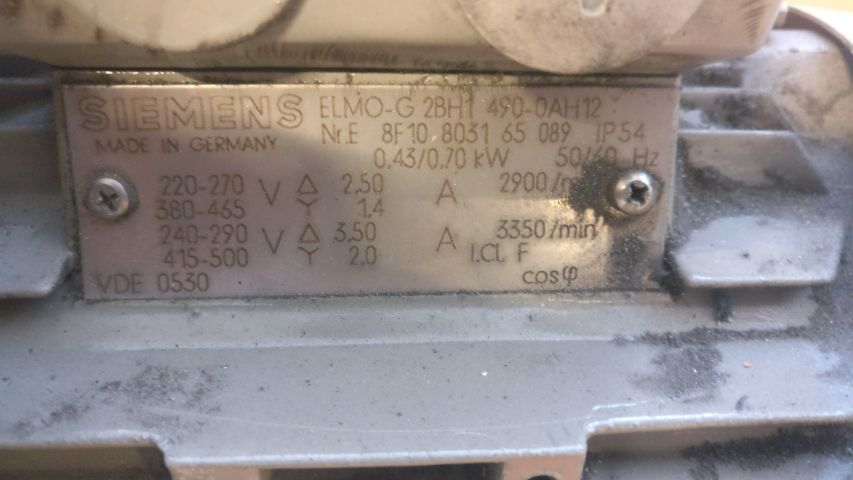 SIEMENS ELMO-G 2BH1 490-0AH12
MADE IN GERMANY Nr.E 8F10 8031 65 089 IP54
0,43/0,70 kW 50/60 Hz
220-270 V △ 2,50 A 2900/
380-465 Y 1,4
240-290 V △ 3,50 A 3350/min
415-500 Y 2,0 I.Cl. F
VDE 0530 cosφ